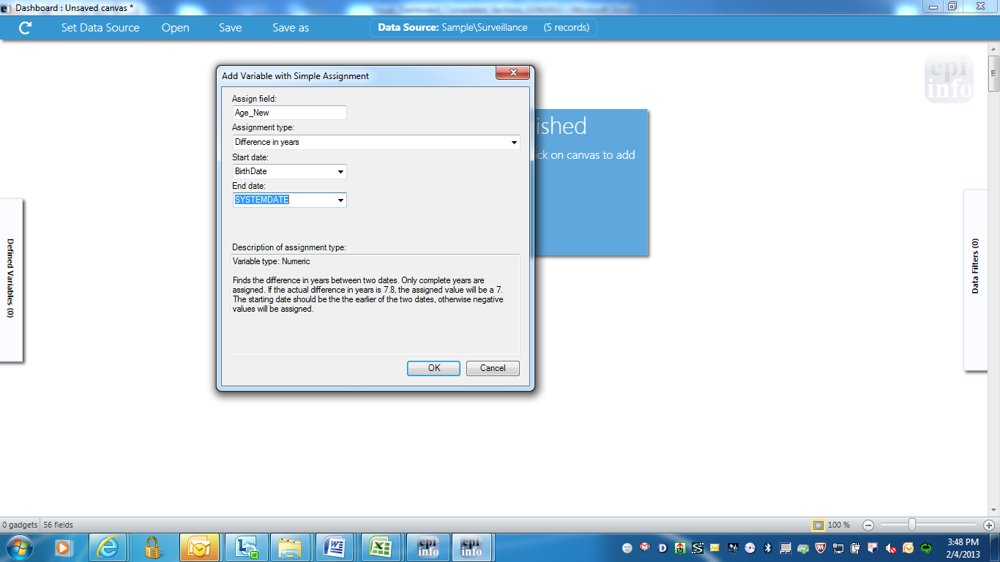 Dashboard : Unsaved canvas *
Set Data Source Open Save Save as Data Source: Sample\Surveillance (5 records)
epi
info
Add Variable with Simple Assignment
Assign field:
Age_New
Assignment type:
Difference in years
Start date:
BirthDate
End date:
SYSTEMDATE
Description of assignment type:
Variable type: Numeric
Finds the difference in years between two dates. Only complete years are
assigned. If the actual difference in years is 7.8, the assigned value will be a 7.
The starting date should be the the earlier of the two dates, otherwise negative
values will be assigned.
OK Cancel
ished
ick on canvas to add
Defined Variables (0)
Data Filters (0)
0 gadgets 56 fields
100 %
epi
info
epi
info
3:48 PM
2/4/2013